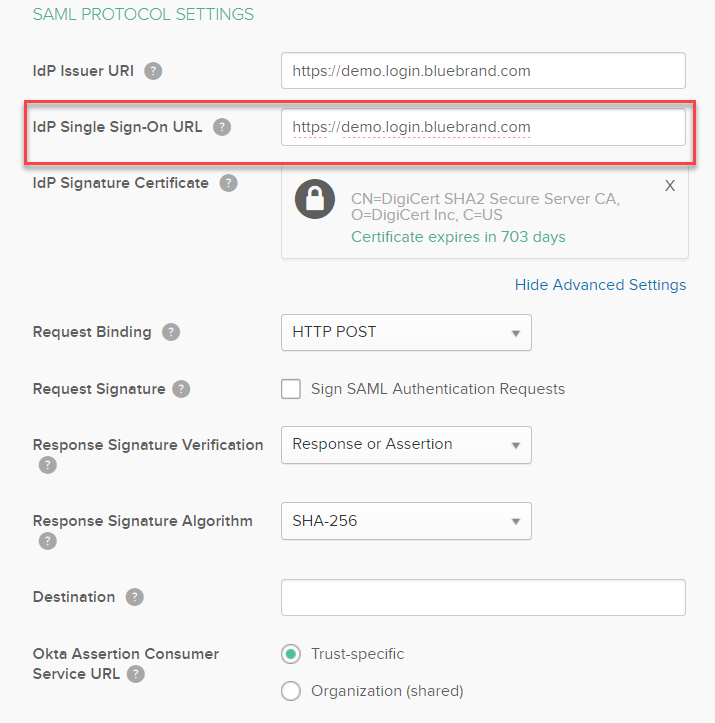 SAML PROTOCOL SETTINGS
IdP Issuer URI ?
https://demo.login.bluebrand.com
IdP Single Sign-On URL ?
https://demo.login.bluebrand.com
IdP Signature Certificate ?
CN=DigiCert SHA2 Secure Server CA,
O=DigiCert Inc, C=US
Certificate expires in 703 days
X
Hide Advanced Settings
Request Binding ?
HTTP POST
Request Signature ?
Sign SAML Authentication Requests
Response Signature Verification
?
Response or Assertion
Response Signature Algorithm
?
SHA-256
Destination ?
Okta Assertion Consumer
Service URL ?
Trust-specific
Organization (shared)